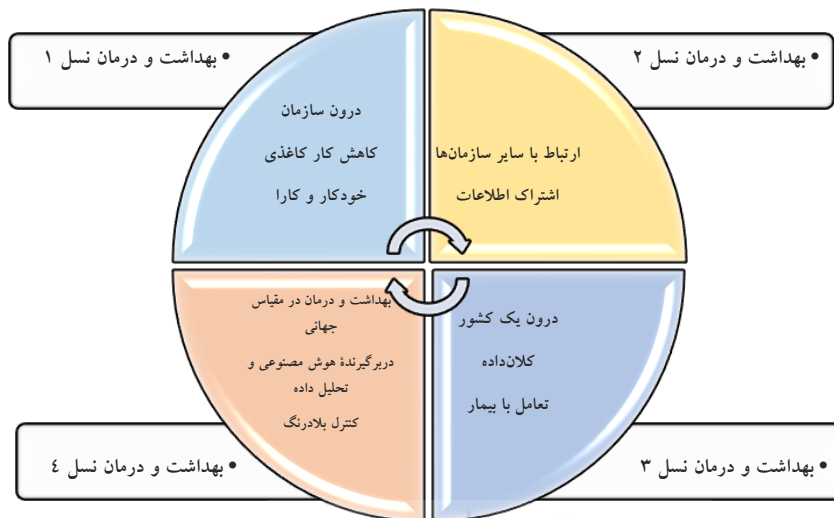 • بهداشت و درمان نسل ۱
درون سازمان
کاهش کار کاغذی
خودکار و کارا
• بهداشت و درمان نسل ۲
ارتباط با سایر سازمان‌ها
اشتراک اطلاعات
• بهداشت و درمان نسل ۳
درون یک کشور
کلان‌داده
تعامل با بیمار
• بهداشت و درمان نسل ٤
بهداشت و درمان در مقیاس
جهانی
دربرگیرندهٔ هوش مصنوعی و
تحلیل داده
کنترل بلادرنگ